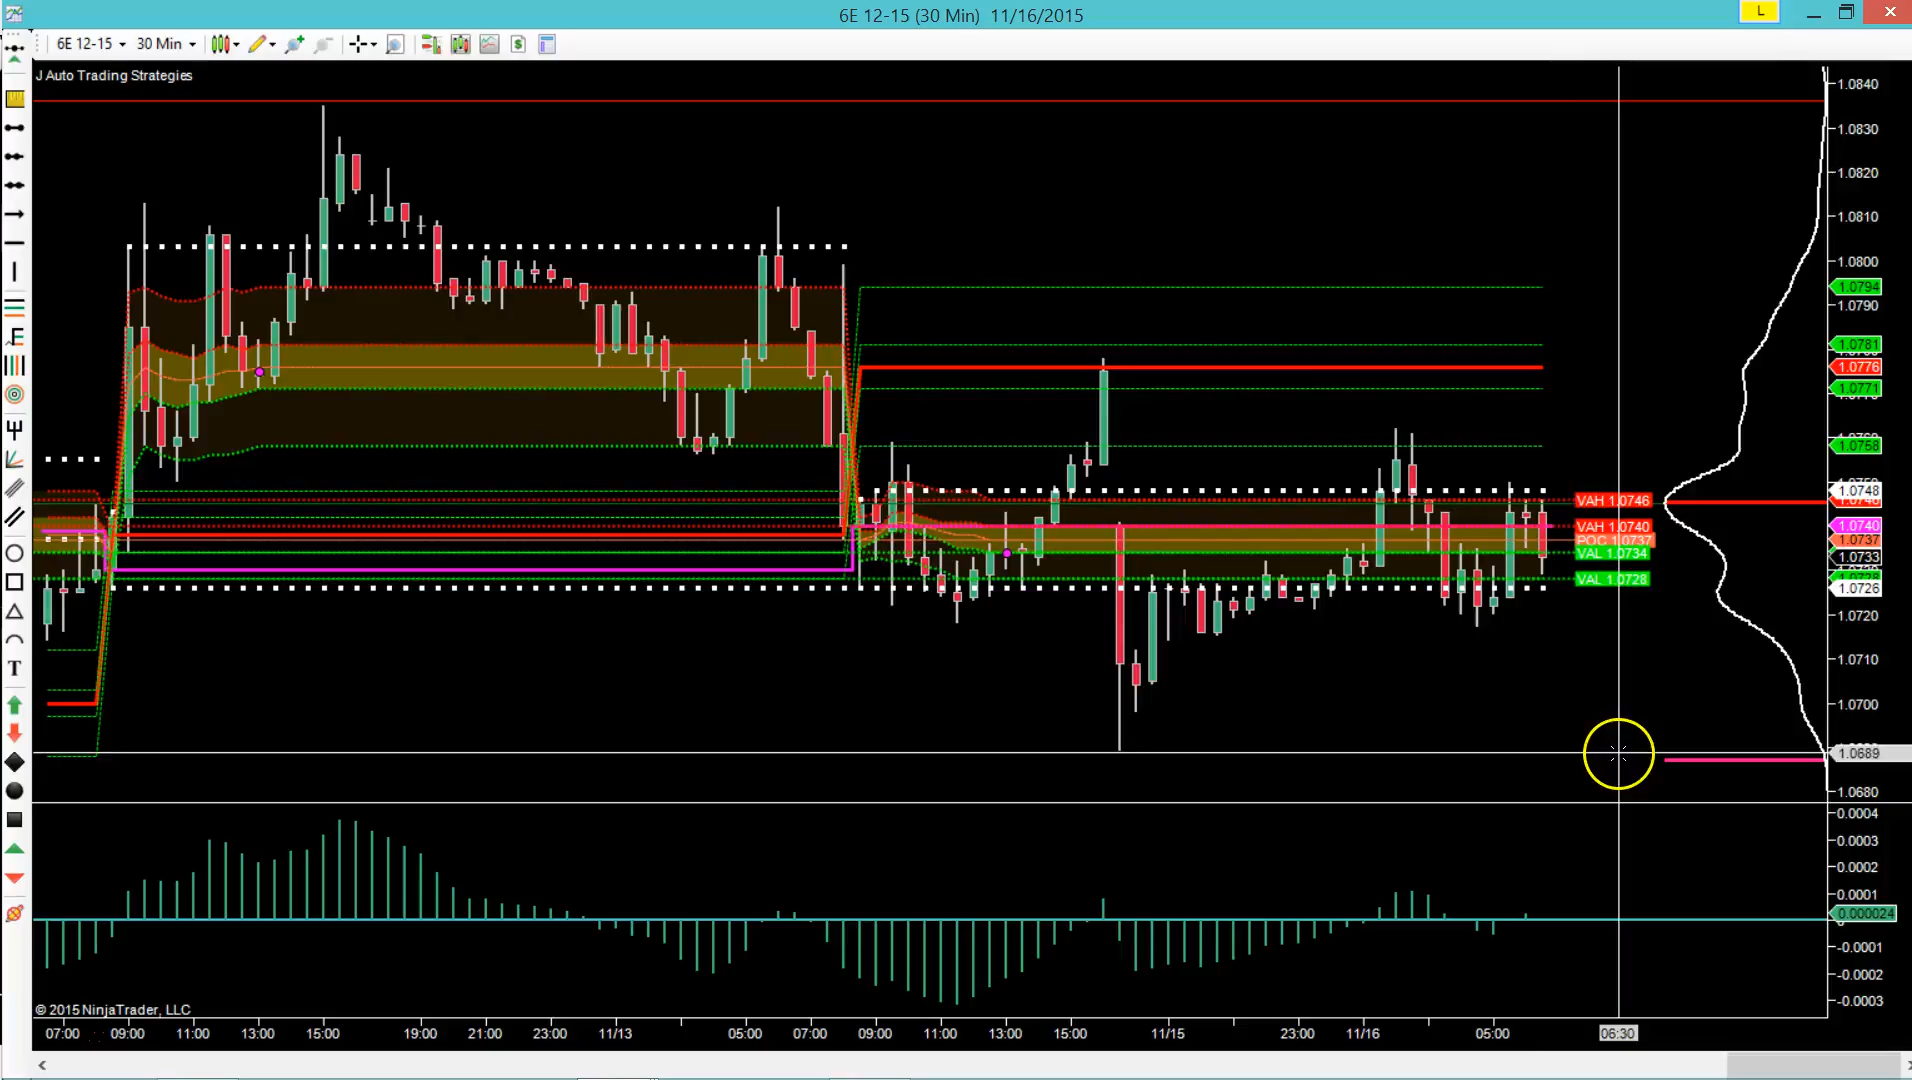 6E 12-15 (30 Min) 11/16/2015
L
6E 12-15 30 Min
$
J Auto Trading Strategies
T
1.0840
1.0830
1.0820
1.0810
1.0800
1.0794
1.0790
1.0781
1.0776
1.0771
1.0758
1.0748
VAH 1.0746
VAH 1.0740
1.0740
POC 1.0737
1.0737
VAL 1.0734
1.0733
VAL 1.0728
1.0726
1.0720
1.0710
1.0700
1.0689
1.0680
0.0004
0.0003
0.0002
0.0001
0.000024
-0.0001
-0.0002
-0.0003
© 2015 NinjaTrader, LLC
07:00 09:00 11:00 13:00 15:00 19:00 21:00 23:00 11/13 05:00 07:00 09:00 11:00 13:00 15:00 11/15 23:00 11/16 05:00 06:30